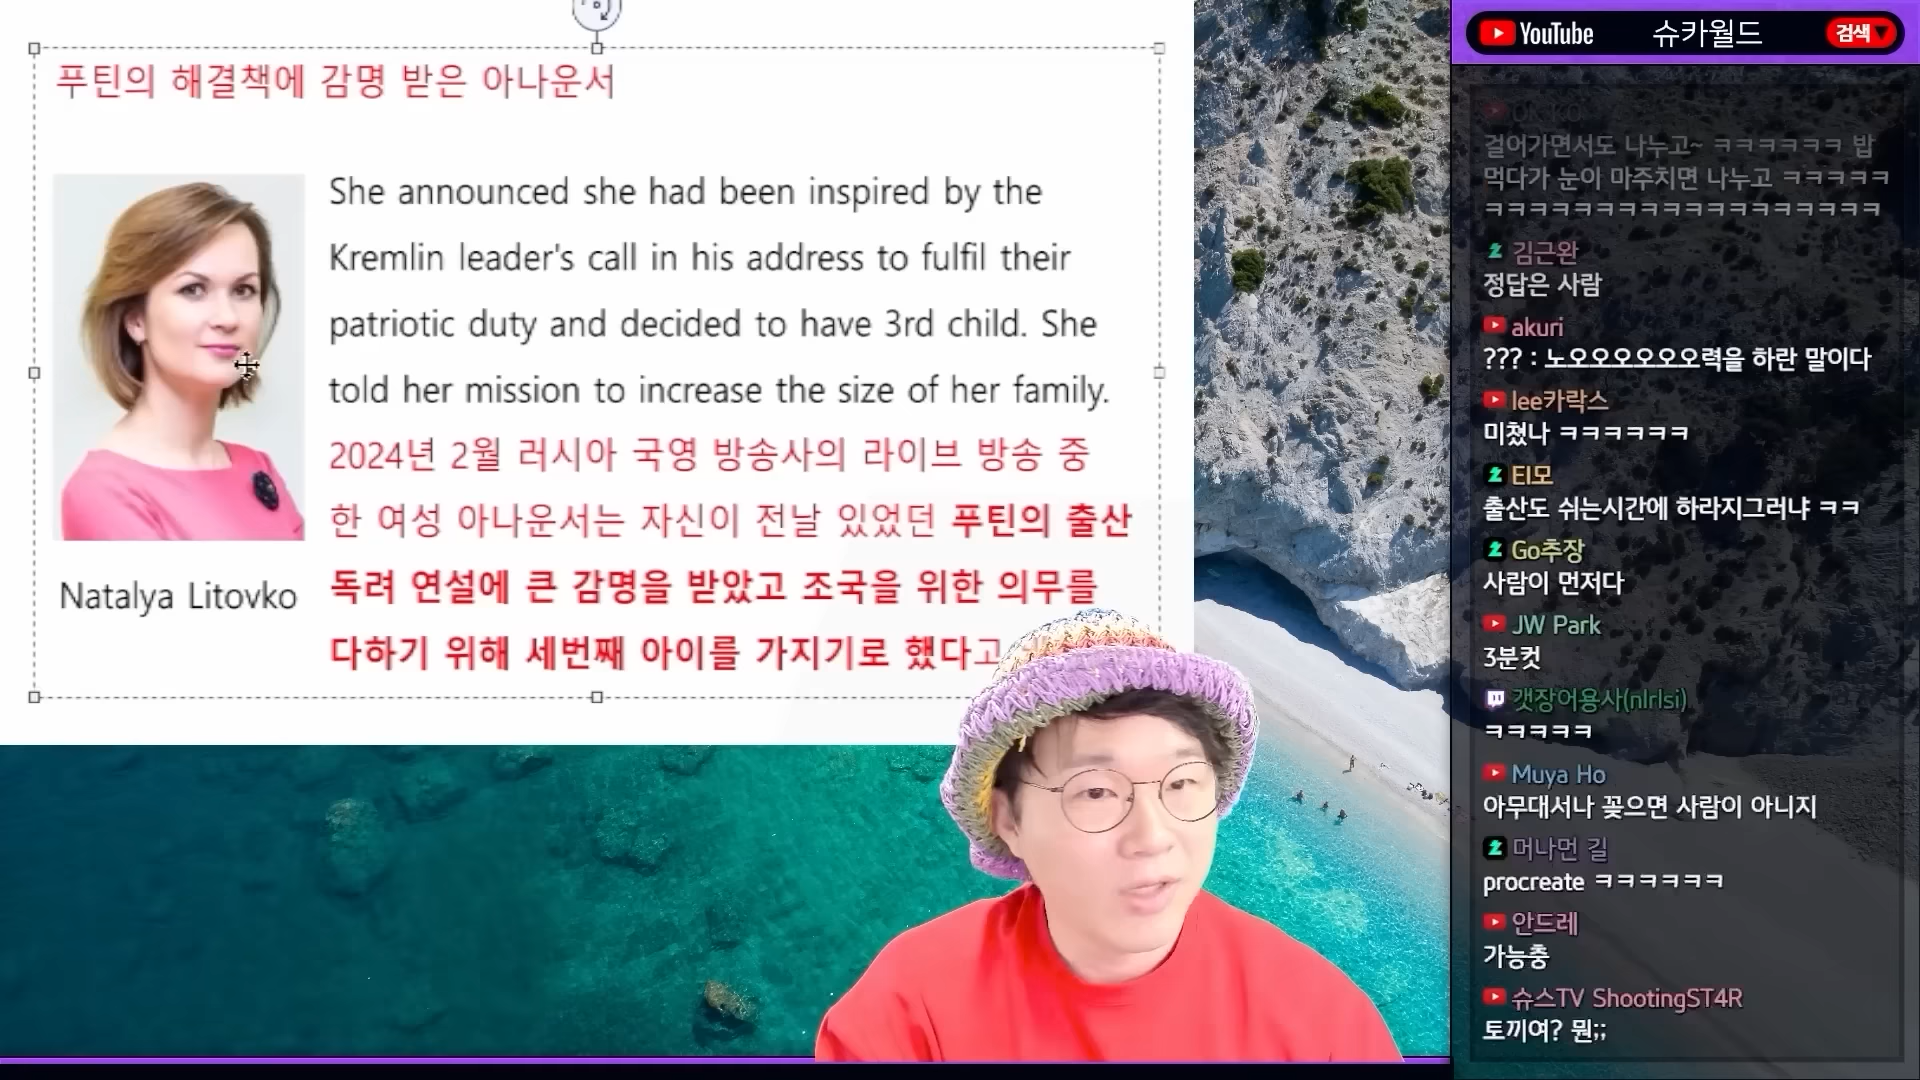 푸틴의 해결책에 감명 받은 아나운서
She announced she had been inspired by the
Kremlin leader's call in his address to fulfil their
patriotic duty and decided to have 3rd child. She
told her mission to increase the size of her family.
2024년 2월 러시아 국영 방송사의 라이브 방송 중
한 여성 아나운서는 자신이 전날 있었던 푸틴의 출산
독려 연설에 큰 감명을 받았고 조국을 위한 의무를
다하기 위해 세번째 아이를 가지기로 했다고
Natalya Litovko
YouTube 슈카월드 검색
걸어가면서도 나누고~ ㅋㅋㅋㅋㅋㅋ 밥
먹다가 눈이 마주치면 나누고 ㅋㅋㅋㅋㅋ
ㅋㅋㅋㅋㅋㅋㅋㅋㅋㅋㅋㅋㅋㅋㅋㅋㅋㅋㅋ
김근완
정답은 사람
akuri
??? : 노오오오오오오력을 하란 말이다
lee카락스
미쳤나 ㅋㅋㅋㅋㅋㅋ
티모
출산도 쉬는시간에 하라지그러냐 ㅋㅋ
Go추장
사람이 먼저다
JW Park
3분컷
갯장어용사(nlrlsi)
ㅋㅋㅋㅋㅋ
Muya Ho
아무대서나 꽂으면 사람이 아니지
머나먼 길
procreate ㅋㅋㅋㅋㅋㅋ
안드레
가능충
슈스TV ShootingST4R
토끼여? 뭔;;